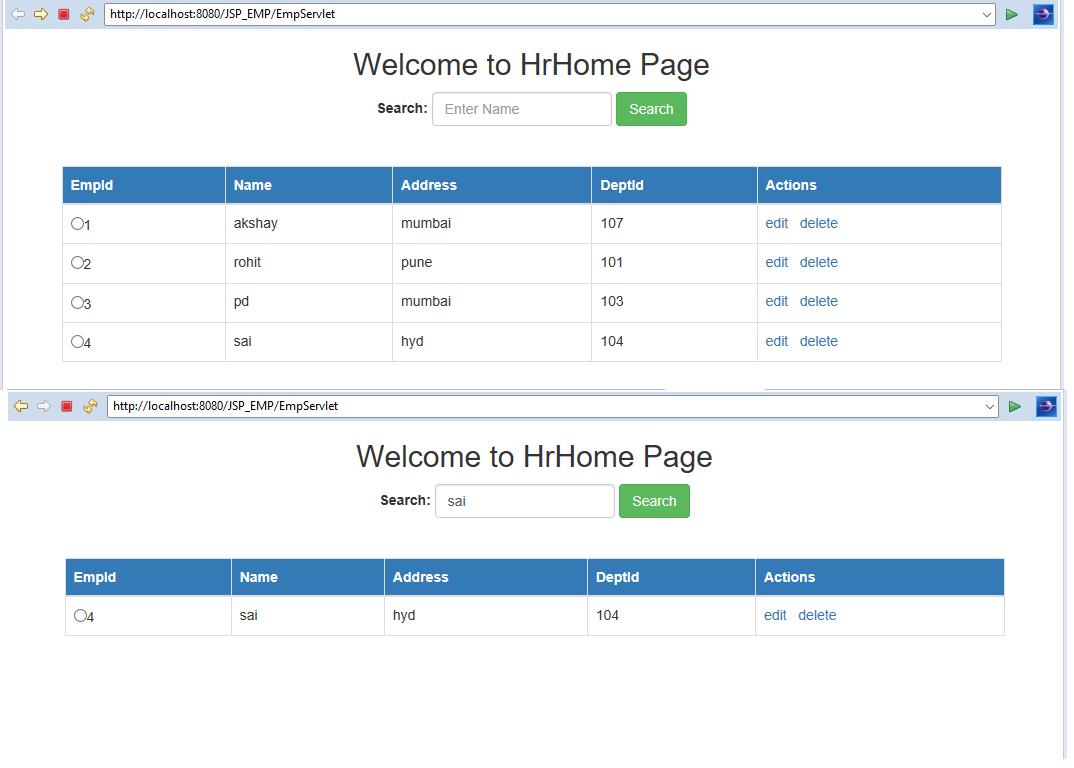 http://localhost:8080/JSP_EMP/EmpServlet
Welcome to HrHome Page
Search: Enter Name Search
EmpId Name Address DeptId Actions
1 akshay mumbai 107 edit delete
2 rohit pune 101 edit delete
3 pd mumbai 103 edit delete
4 sai hyd 104 edit delete
http://localhost:8080/JSP_EMP/EmpServlet
Welcome to HrHome Page
Search: sai Search
EmpId Name Address DeptId Actions
4 sai hyd 104 edit delete